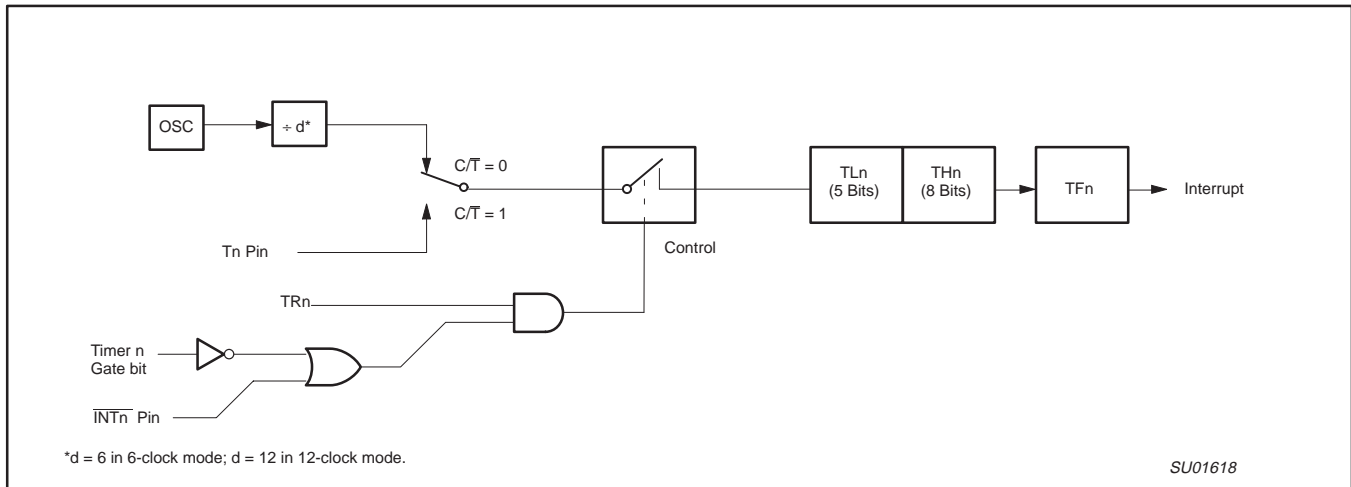 OSC
÷ d*
C/T̅ = 0
C/T̅ = 1
Tn Pin
Control
TLn
(5 Bits)
THn
(8 Bits)
TFn
Interrupt
TRn
Timer n
Gate bit
I̅N̅T̅n̅ Pin
*d = 6 in 6-clock mode; d = 12 in 12-clock mode.
SU01618